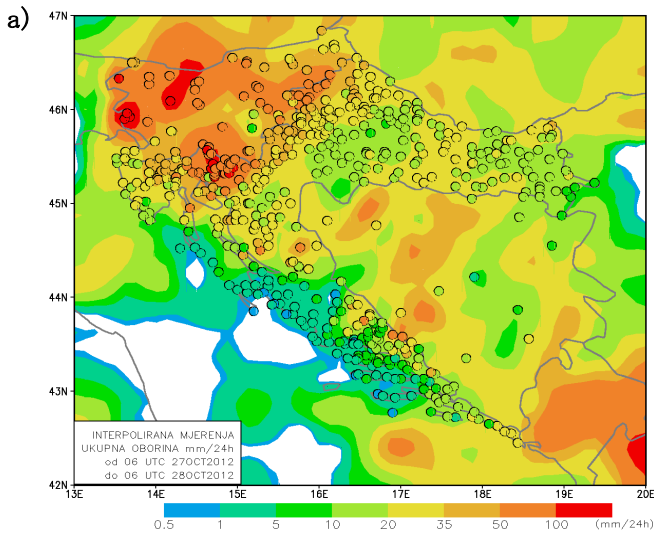 a)
47N
46N
45N
44N
43N
42N
INTERPOLIRANA MJERENJA
UKUPNA OBORINA mm/24h
od 06 UTC 27OCT2012
do 06 UTC 28OCT2012
13E 14E 15E 16E 17E 18E 19E 20E
0.5 1 5 10 20 35 50 100 (mm/24h)